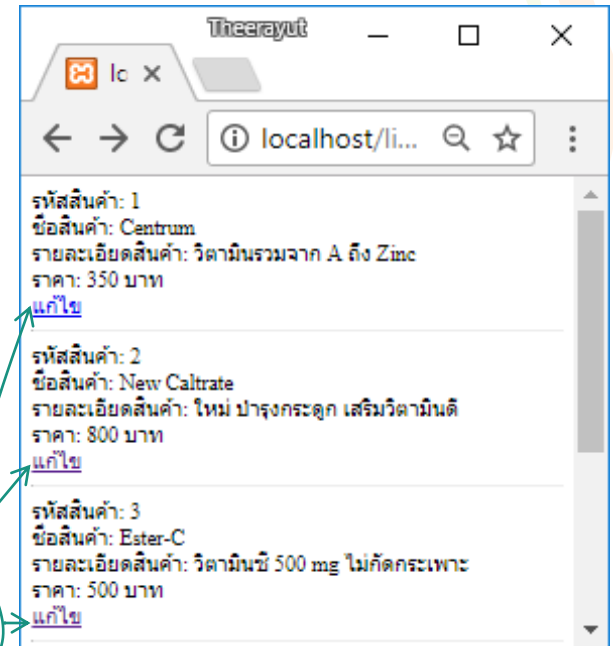 Theerayut
lo
localhost/li...
รหัสสินค้า: 1
ชื่อสินค้า: Centrum
รายละเอียดสินค้า: วิตามินรวมจาก A ถึง Zinc
ราคา: 350 บาท
แก้ไข
รหัสสินค้า: 2
ชื่อสินค้า: New Caltrate
รายละเอียดสินค้า: ใหม่ บำรุงกระดูก เสริมวิตามินดี
ราคา: 800 บาท
แก้ไข
รหัสสินค้า: 3
ชื่อสินค้า: Ester-C
รายละเอียดสินค้า: วิตามินซี 500 mg ไม่กัดกระเพาะ
ราคา: 500 บาท
แก้ไข